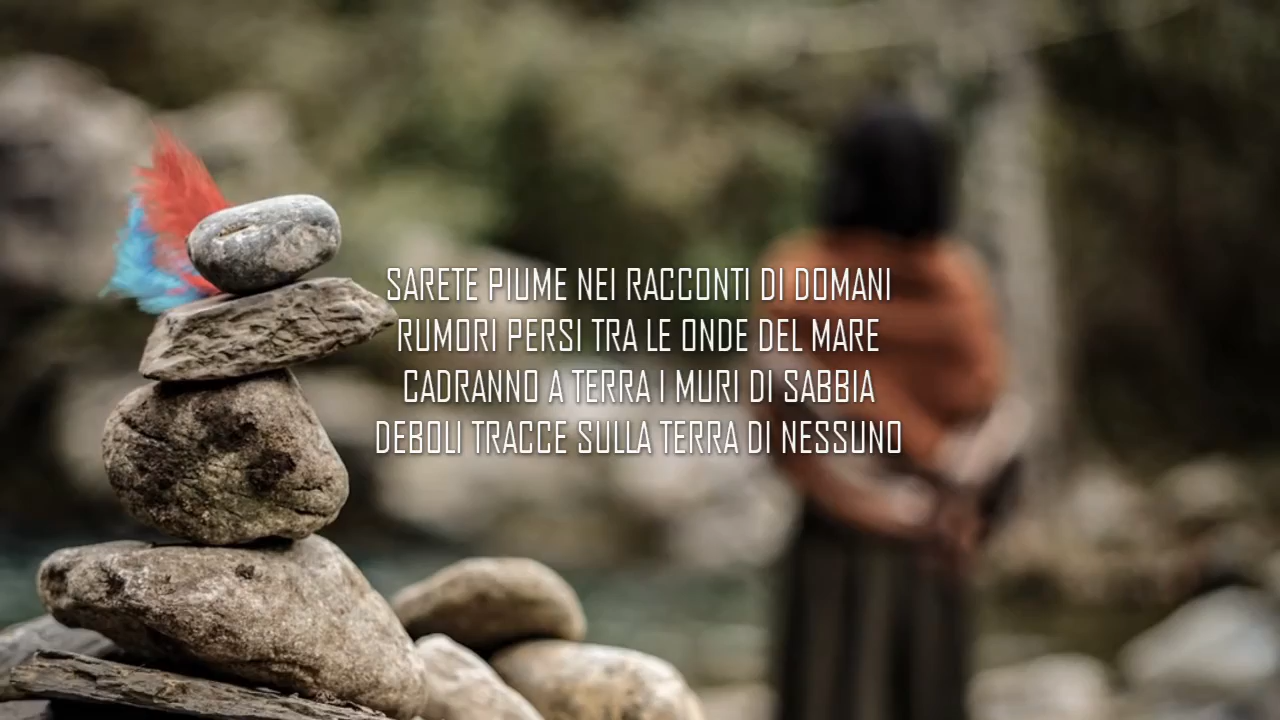 SARETE PIUME NEI RACCONTI DI DOMANI
RUMORI PERSI TRA LE ONDE DEL MARE
CADRANNO A TERRA I MURI DI SABBIA
DEBOLI TRACCE SULLA TERRA DI NESSUNO